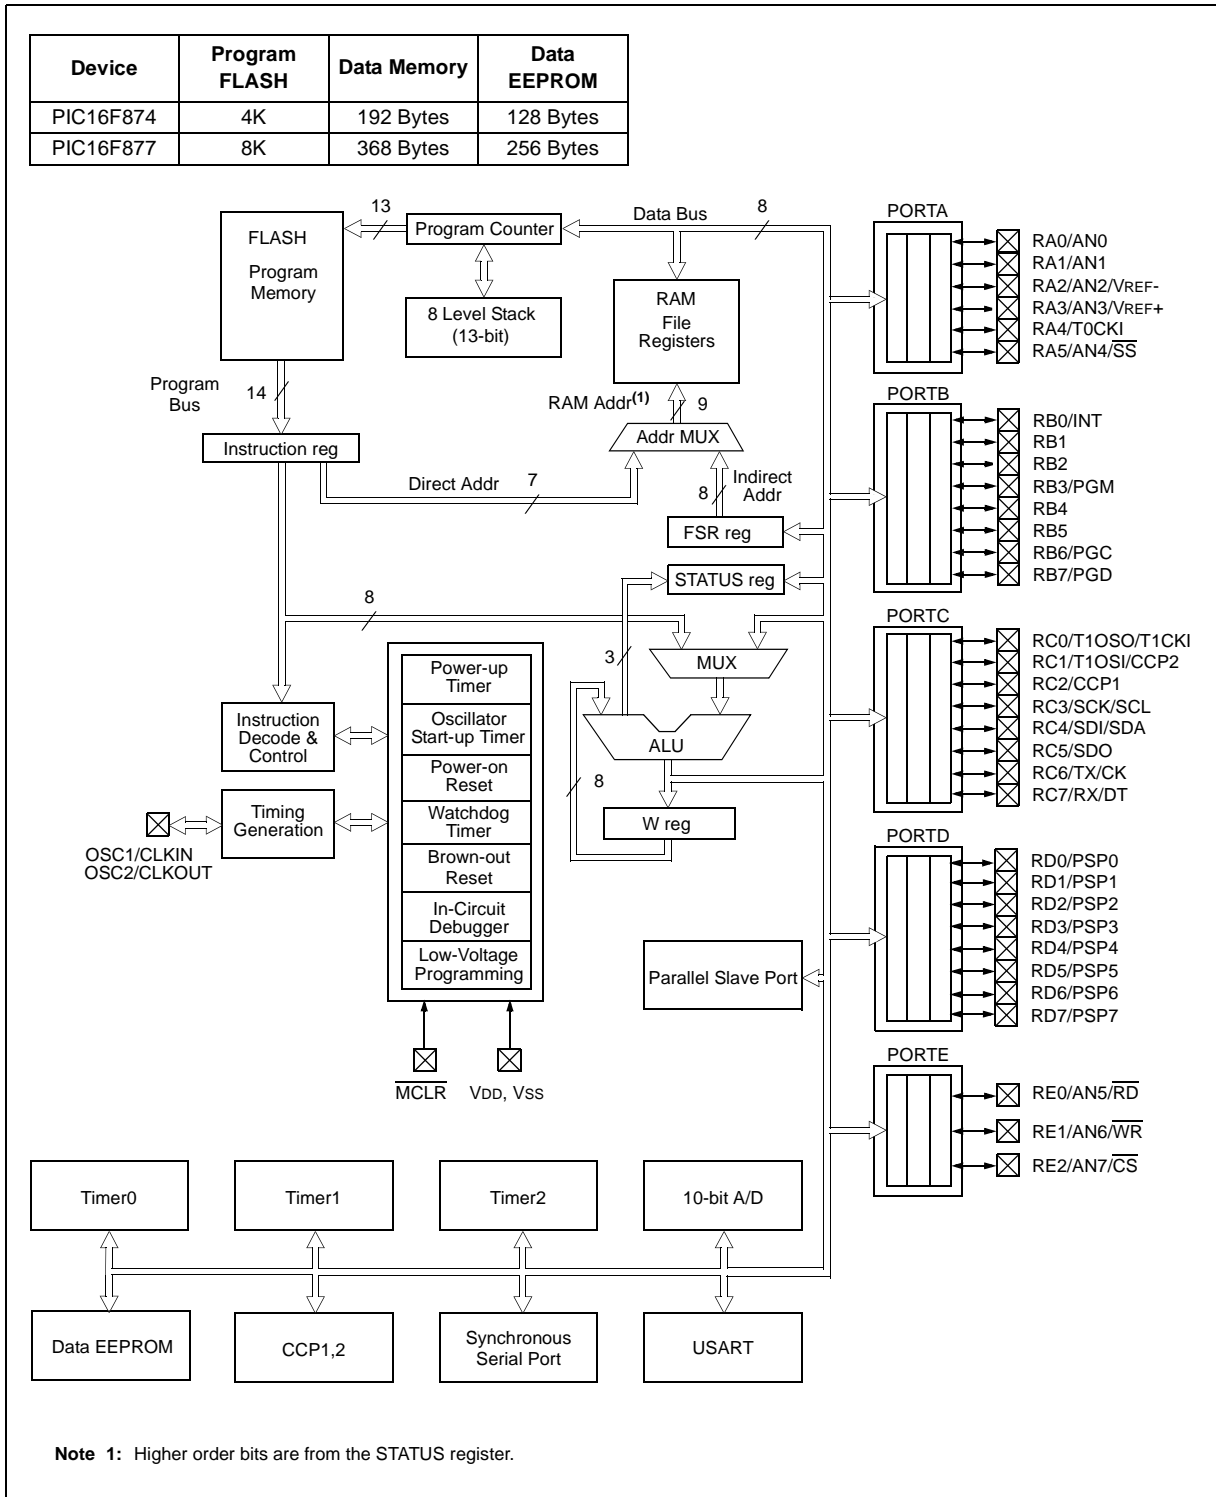 Device Program FLASH Data Memory Data EEPROM
PIC16F874 4K 192 Bytes 128 Bytes
PIC16F877 8K 368 Bytes 256 Bytes
FLASH
Program
Memory
13
Program Counter
Data Bus
8
8 Level Stack
(13-bit)
RAM
File
Registers
Program
Bus
14
RAM Addr(1)
9
Addr MUX
Instruction reg
Direct Addr
7
8
Indirect
Addr
FSR reg
STATUS reg
8
3
MUX
ALU
8
W reg
Power-up
Timer
Oscillator
Start-up Timer
Power-on
Reset
Watchdog
Timer
Brown-out
Reset
In-Circuit
Debugger
Low-Voltage
Programming
Instruction
Decode &
Control
Timing
Generation
OSC1/CLKIN
OSC2/CLKOUT
MCLR
VDD, VSS
Parallel Slave Port
PORTA
RA0/AN0
RA1/AN1
RA2/AN2/VREF-
RA3/AN3/VREF+
RA4/T0CKI
RA5/AN4/SS
PORTB
RB0/INT
RB1
RB2
RB3/PGM
RB4
RB5
RB6/PGC
RB7/PGD
PORTC
RC0/T1OSO/T1CKI
RC1/T1OSI/CCP2
RC2/CCP1
RC3/SCK/SCL
RC4/SDI/SDA
RC5/SDO
RC6/TX/CK
RC7/RX/DT
PORTD
RD0/PSP0
RD1/PSP1
RD2/PSP2
RD3/PSP3
RD4/PSP4
RD5/PSP5
RD6/PSP6
RD7/PSP7
PORTE
RE0/AN5/RD
RE1/AN6/WR
RE2/AN7/CS
Timer0
Timer1
Timer2
10-bit A/D
Data EEPROM
CCP1,2
Synchronous
Serial Port
USART
Note 1: Higher order bits are from the STATUS register.